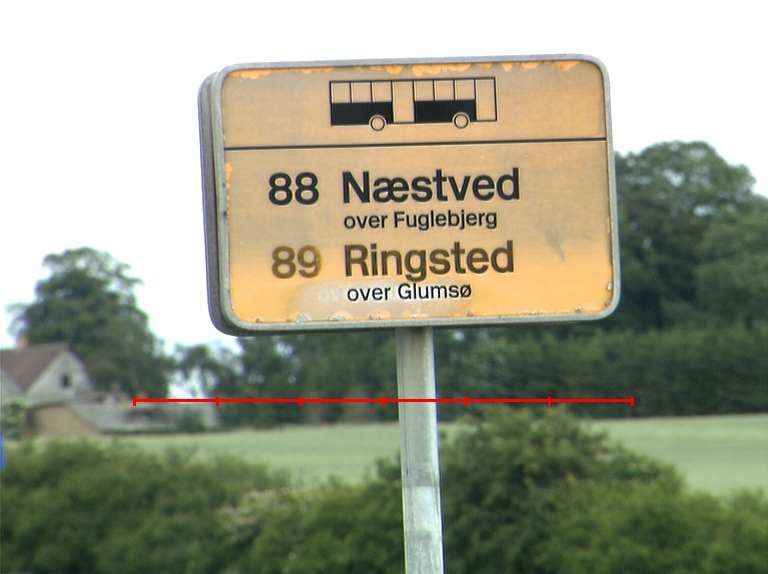 88 Næstved
over Fuglebjerg
89 Ringsted
over Glumsø